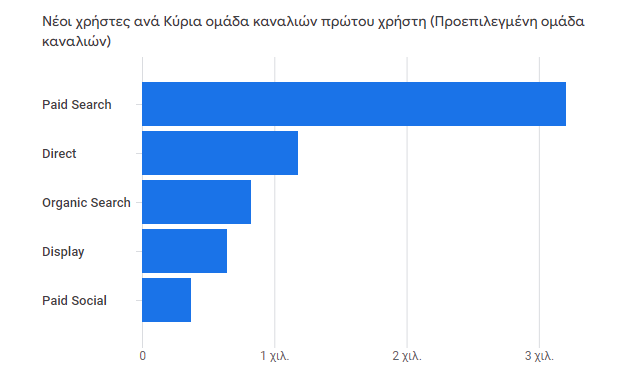 Νέοι χρήστες ανά Κύρια ομάδα καναλιών πρώτου χρήστη (Προεπιλεγμένη ομάδα
καναλιών)
Paid Search
Direct
Organic Search
Display
Paid Social
0 1 χιλ. 2 χιλ. 3 χιλ.